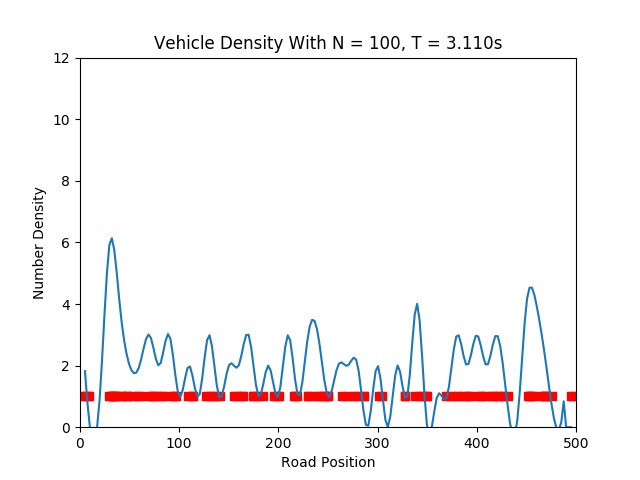 Vehicle Density With N = 100, T = 3.110s
12
10
8
6
4
2
0
Number Density
0 100 200 300 400 500
Road Position